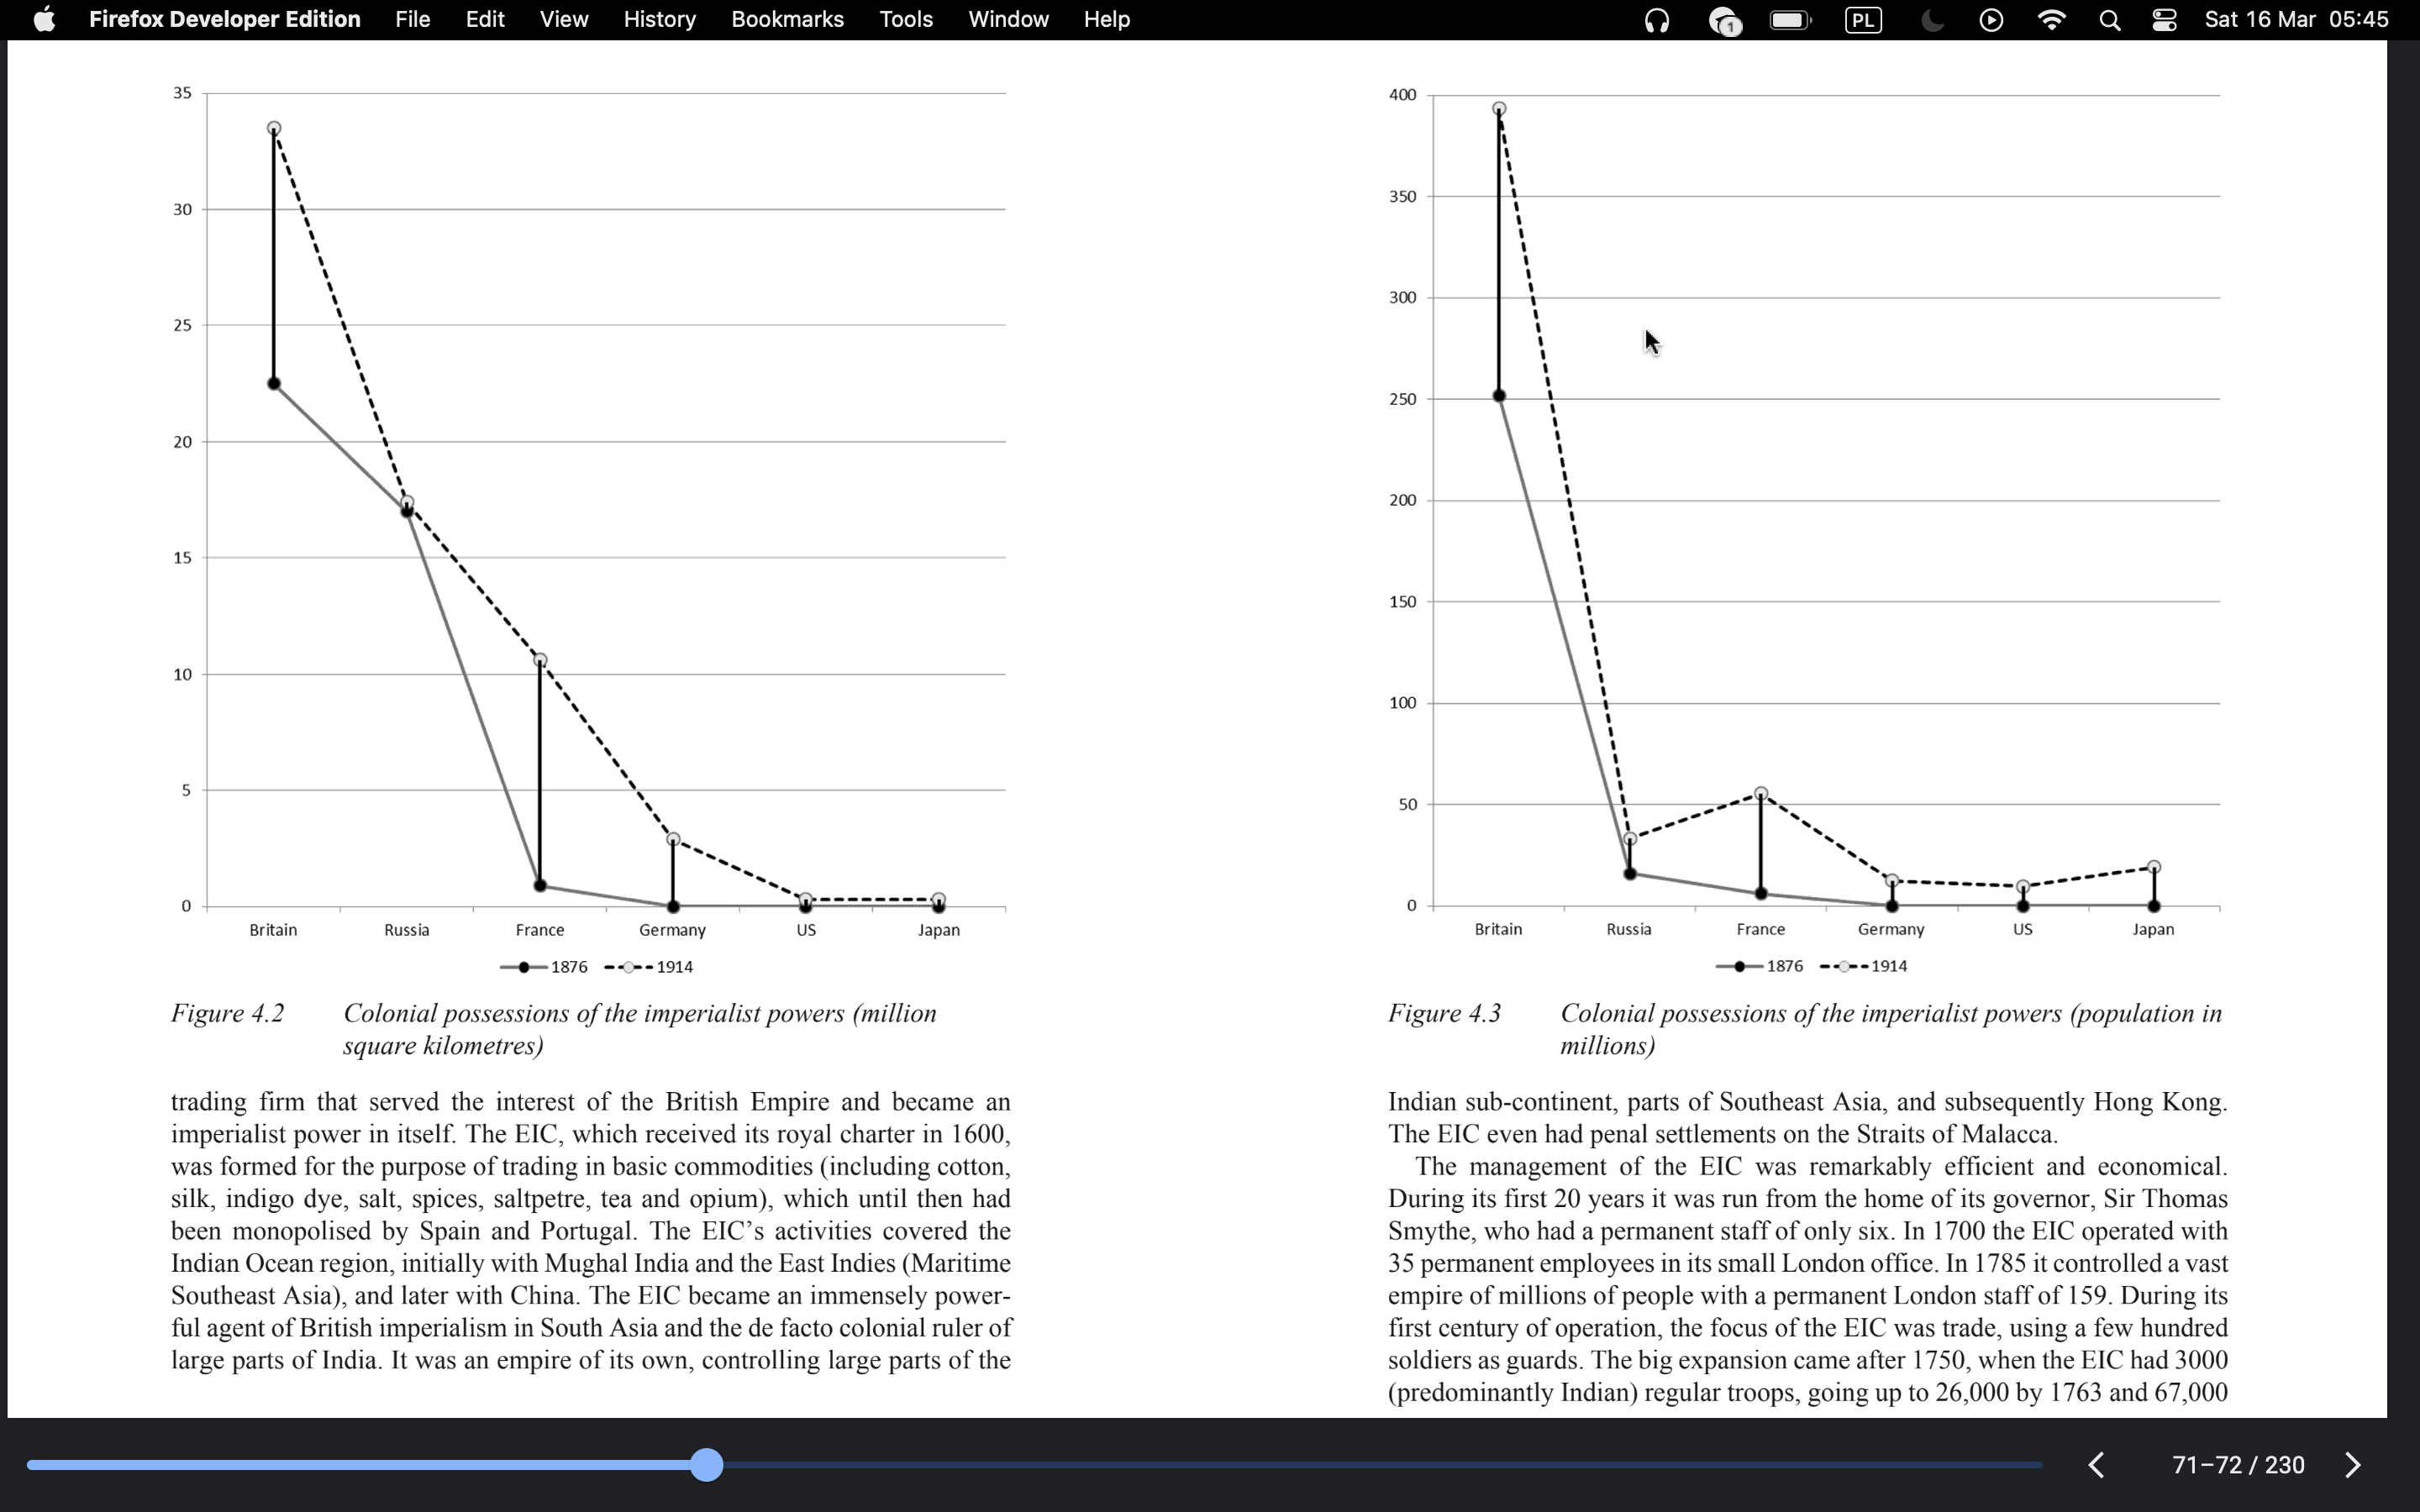 Firefox Developer Edition File Edit View History Bookmarks Tools Window Help 1 PL Sat 16 Mar 05:45
35
30
25
20
15
10
5
0
Britain Russia France Germany US Japan
1876 1914
Figure 4.2 Colonial possessions of the imperialist powers (million
square kilometres)
trading firm that served the interest of the British Empire and became an
imperialist power in itself. The EIC, which received its royal charter in 1600,
was formed for the purpose of trading in basic commodities (including cotton,
silk, indigo dye, salt, spices, saltpetre, tea and opium), which until then had
been monopolised by Spain and Portugal. The EIC’s activities covered the
Indian Ocean region, initially with Mughal India and the East Indies (Maritime
Southeast Asia), and later with China. The EIC became an immensely power-
ful agent of British imperialism in South Asia and the de facto colonial ruler of
large parts of India. It was an empire of its own, controlling large parts of the
400
350
300
250
200
150
100
50
0
Britain Russia France Germany US Japan
1876 1914
Figure 4.3 Colonial possessions of the imperialist powers (population in
millions)
Indian sub-continent, parts of Southeast Asia, and subsequently Hong Kong.
The EIC even had penal settlements on the Straits of Malacca.
The management of the EIC was remarkably efficient and economical.
During its first 20 years it was run from the home of its governor, Sir Thomas
Smythe, who had a permanent staff of only six. In 1700 the EIC operated with
35 permanent employees in its small London office. In 1785 it controlled a vast
empire of millions of people with a permanent London staff of 159. During its
first century of operation, the focus of the EIC was trade, using a few hundred
soldiers as guards. The big expansion came after 1750, when the EIC had 3000
(predominantly Indian) regular troops, going up to 26,000 by 1763 and 67,000
71–72 / 230